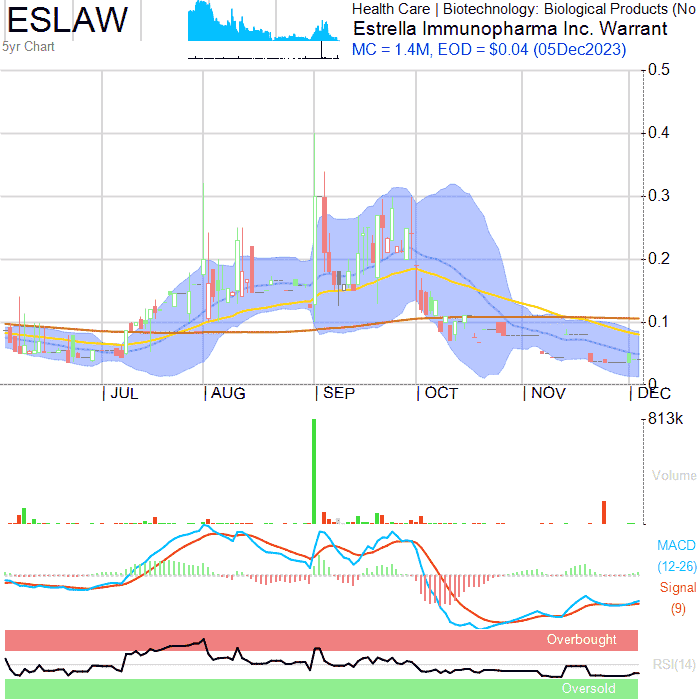 ESLAW
5yr Chart
Health Care | Biotechnology: Biological Products (No
Estrella Immunopharma Inc. Warrant
MC = 1.4M, EOD = $0.04 (05Dec2023)
0.5
0.4
0.3
0.2
0.1
0
JUL AUG SEP OCT NOV DEC
813k
Volume
MACD
(12-26)
Signal
(9)
Overbought
RSI(14)
Oversold